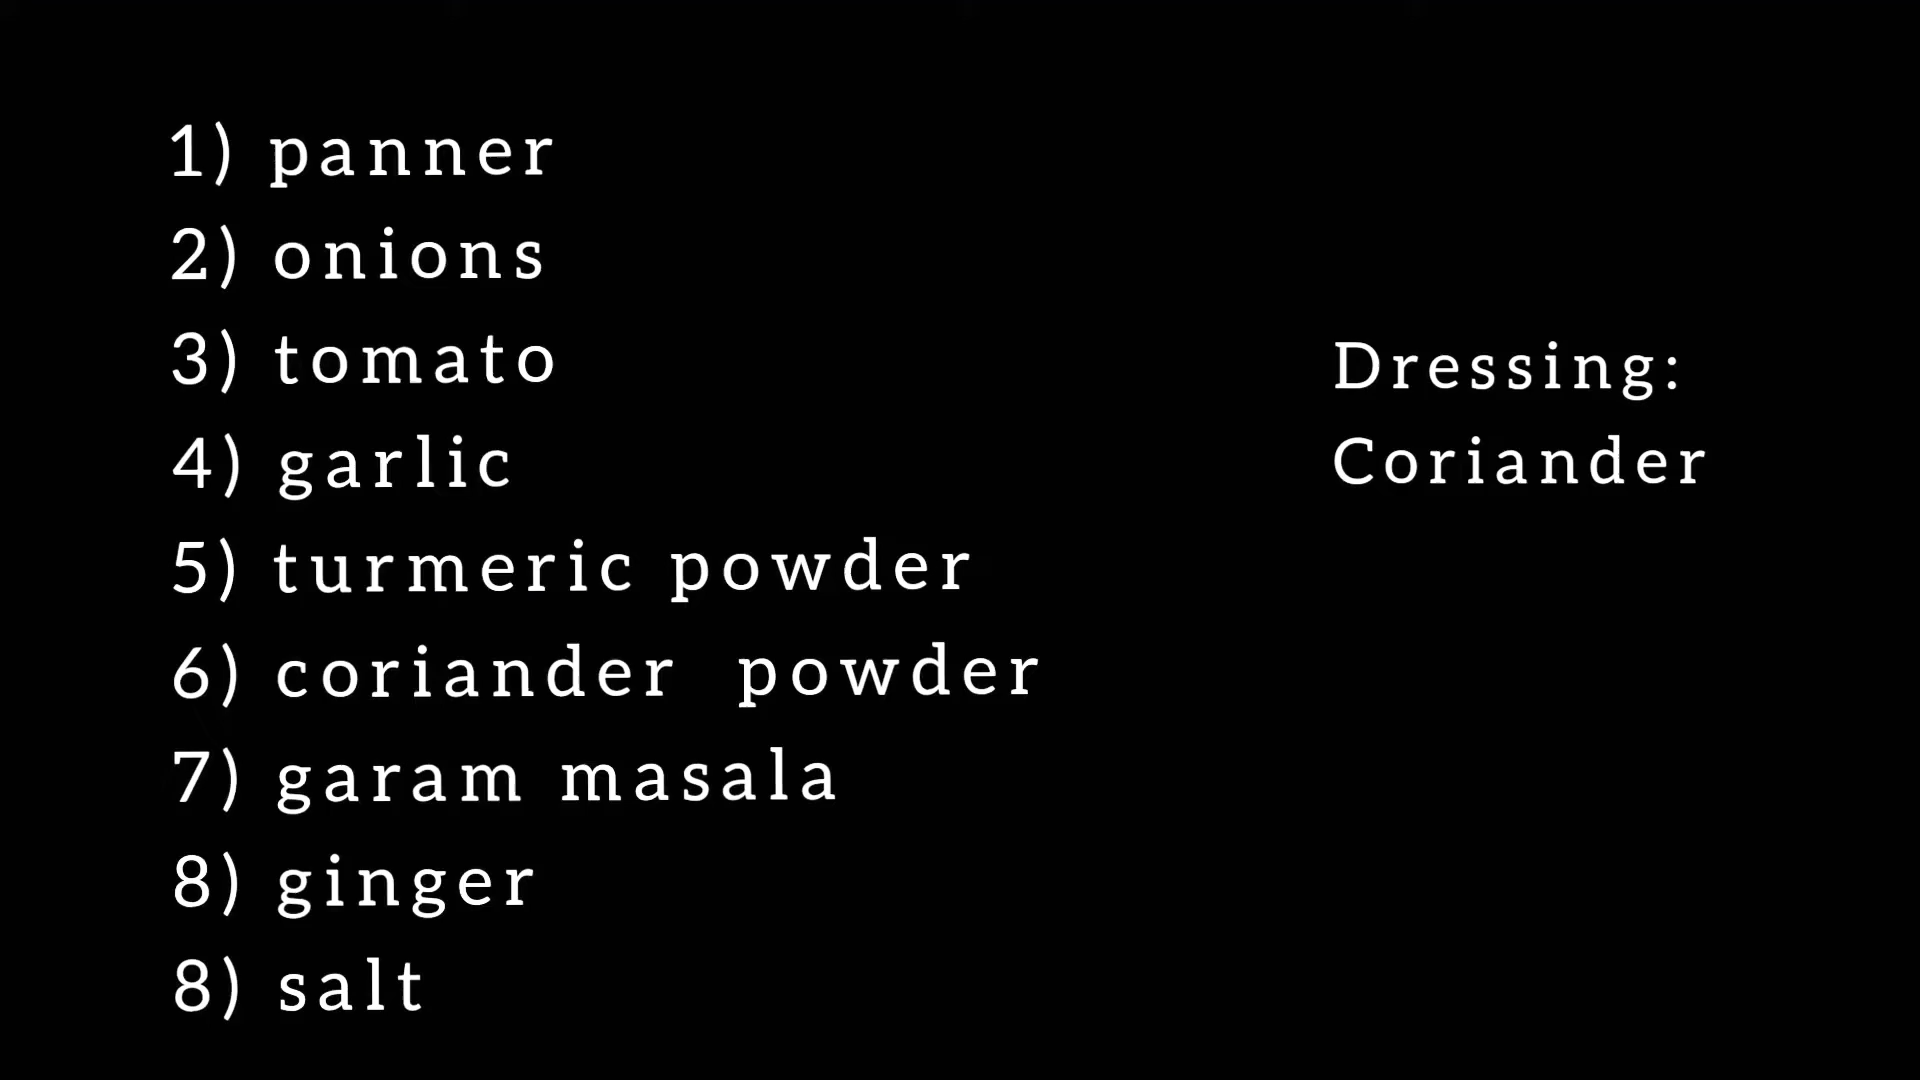 1) panner
2) onions
3) tomato
4) garlic
5) turmeric powder
6) coriander powder
7) garam masala
8) ginger
8) salt
Dressing:
Coriander